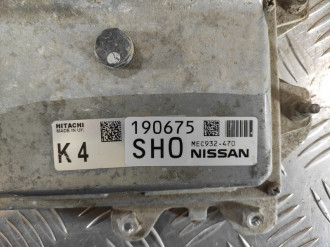 HITACHI
MADE IN UK
K4
190675
SHO MEC932-470
NISSAN